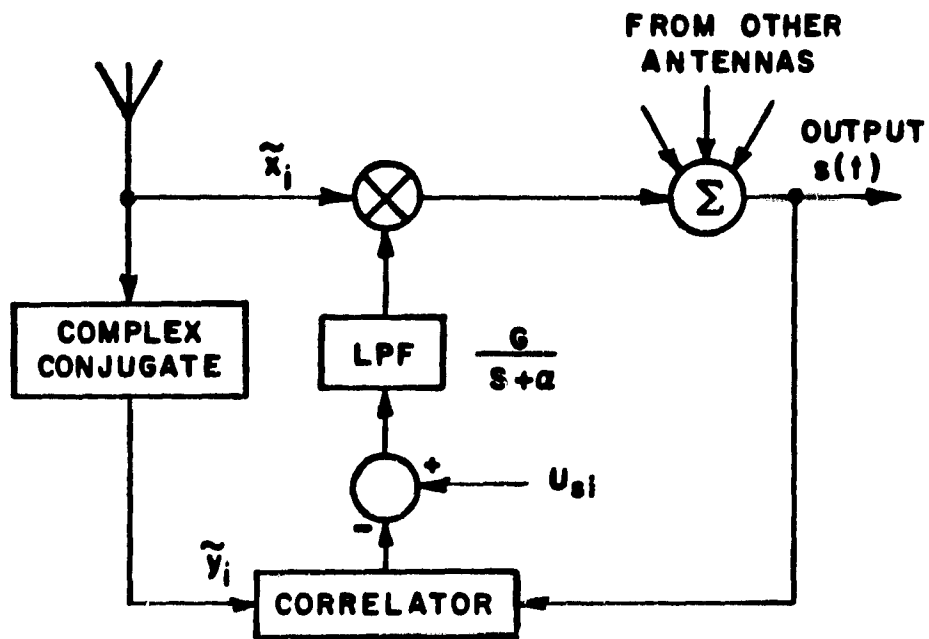 FROM OTHER
ANTENNAS
OUTPUT
s(t)
x̃i
Σ
COMPLEX
CONJUGATE
LPF
G
S+α
+
Usi
-
ỹi
CORRELATOR